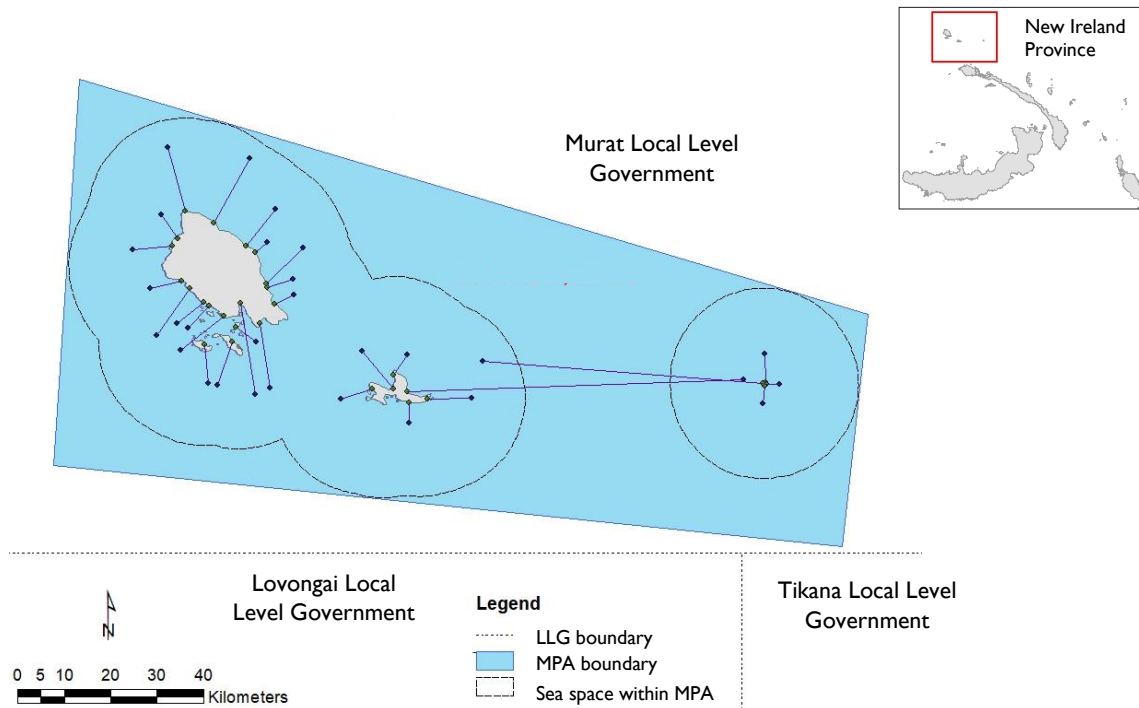 New Ireland
Province
Murat Local Level
Government
Lovongai Local
Level Government
Tikana Local Level
Government
Legend
LLG boundary
MPA boundary
Sea space within MPA
N
0 5 10 20 30 40
Kilometers